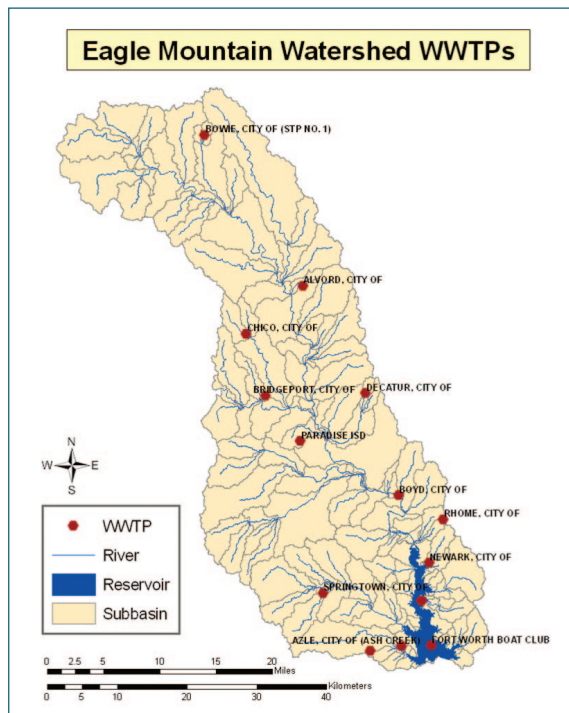 Eagle Mountain Watershed WWTPs
BOWIE, CITY OF (STP NO. 1)
ALVORD, CITY OF
CHICO, CITY OF
BRIDGEPORT, CITY OF
DECATUR, CITY OF
PARADISE ISD
BOYD, CITY OF
RHOME, CITY OF
NEWARK, CITY OF
SPRINGTOWN, CITY OF
AZLE, CITY OF (ASH CREEK)
FORT WORTH BOAT CLUB
N
W E
S
WWTP
River
Reservoir
Subbasin
0 2.5 5 10 15 20
Miles
Kilometers
0 5 10 20 30 40